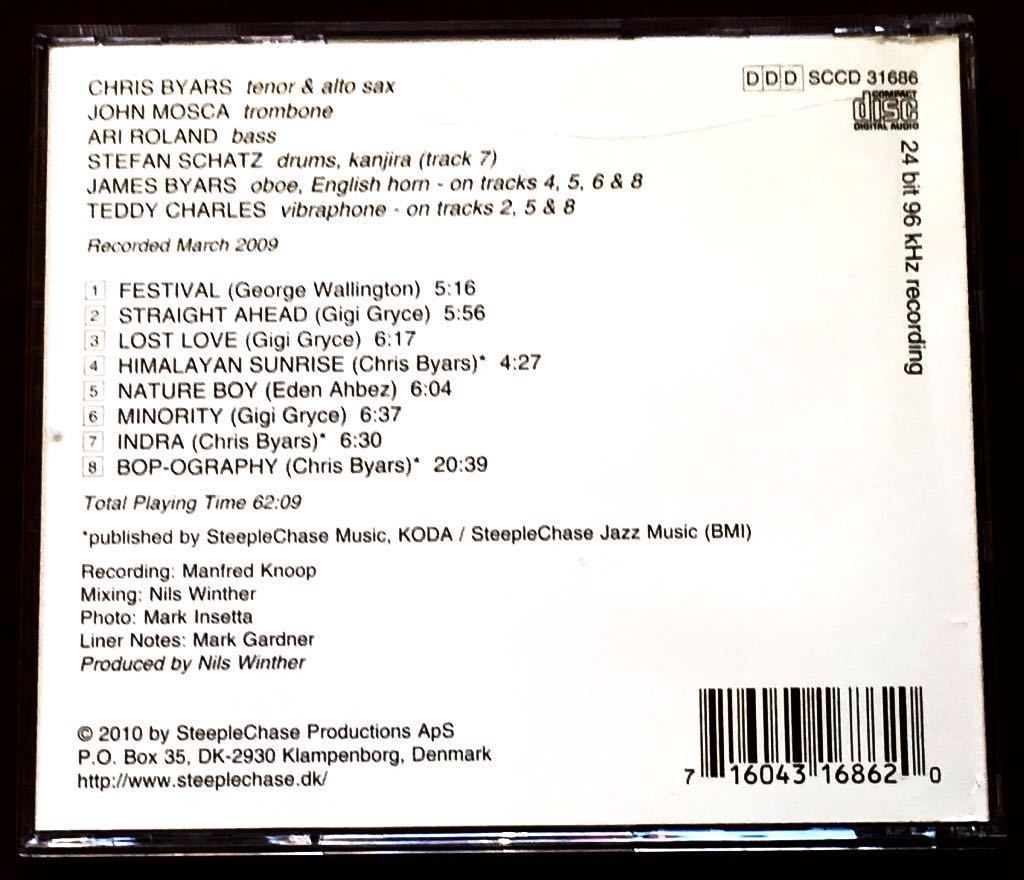 CHRIS BYARS tenor & alto sax
JOHN MOSCA trombone
ARI ROLAND bass
STEFAN SCHATZ drums, kanjira (track 7)
JAMES BYARS oboe, English horn - on tracks 4, 5, 6 & 8
TEDDY CHARLES vibraphone - on tracks 2, 5 & 8
Recorded March 2009
DDD SCCD 31686
COMPACT
disc
DIGITAL AUDIO
24 bit 96 kHz recording
1 FESTIVAL (George Wallington) 5:16
2 STRAIGHT AHEAD (Gigi Gryce) 5:56
3 LOST LOVE (Gigi Gryce) 6:17
4 HIMALAYAN SUNRISE (Chris Byars)* 4:27
5 NATURE BOY (Eden Ahbez) 6:04
6 MINORITY (Gigi Gryce) 6:37
7 INDRA (Chris Byars)* 6:30
8 BOP-OGRAPHY (Chris Byars)* 20:39
Total Playing Time 62:09
*published by SteepleChase Music, KODA / SteepleChase Jazz Music (BMI)
Recording: Manfred Knoop
Mixing: Nils Winther
Photo: Mark Insetta
Liner Notes: Mark Gardner
Produced by Nils Winther
© 2010 by SteepleChase Productions ApS
P.O. Box 35, DK-2930 Klampenborg, Denmark
http://www.steeplechase.dk/
7 16043 16862 0